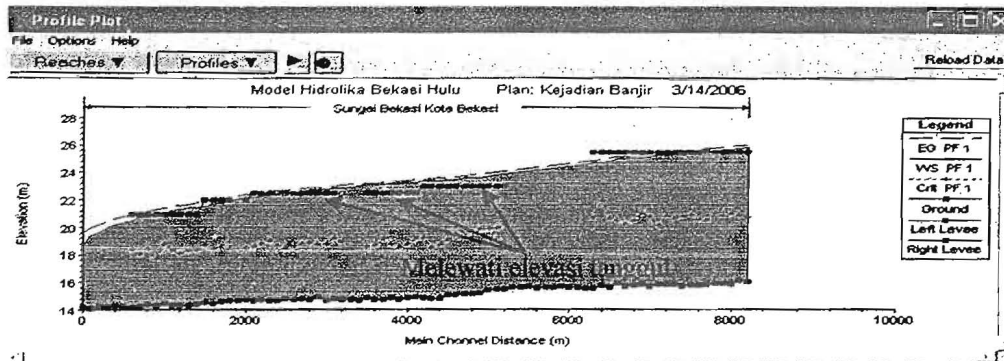 Profile Plot
File Options Help
Reaches Profiles Reload Data
Model Hidrolika Bekasi Hulu Plan: Kejadian Banjir 3/14/2006
Sungai Bekasi Kota Bekasi
Legend
EG PF 1
WS PF 1
Crit PF 1
Ground
Left Levee
Right Levee
Elevation (m)
28
26
24
22
20
18
16
14
Melewati elevasi tanggul
0 2000 4000 6000 8000 10000
Main Channel Distance (m)